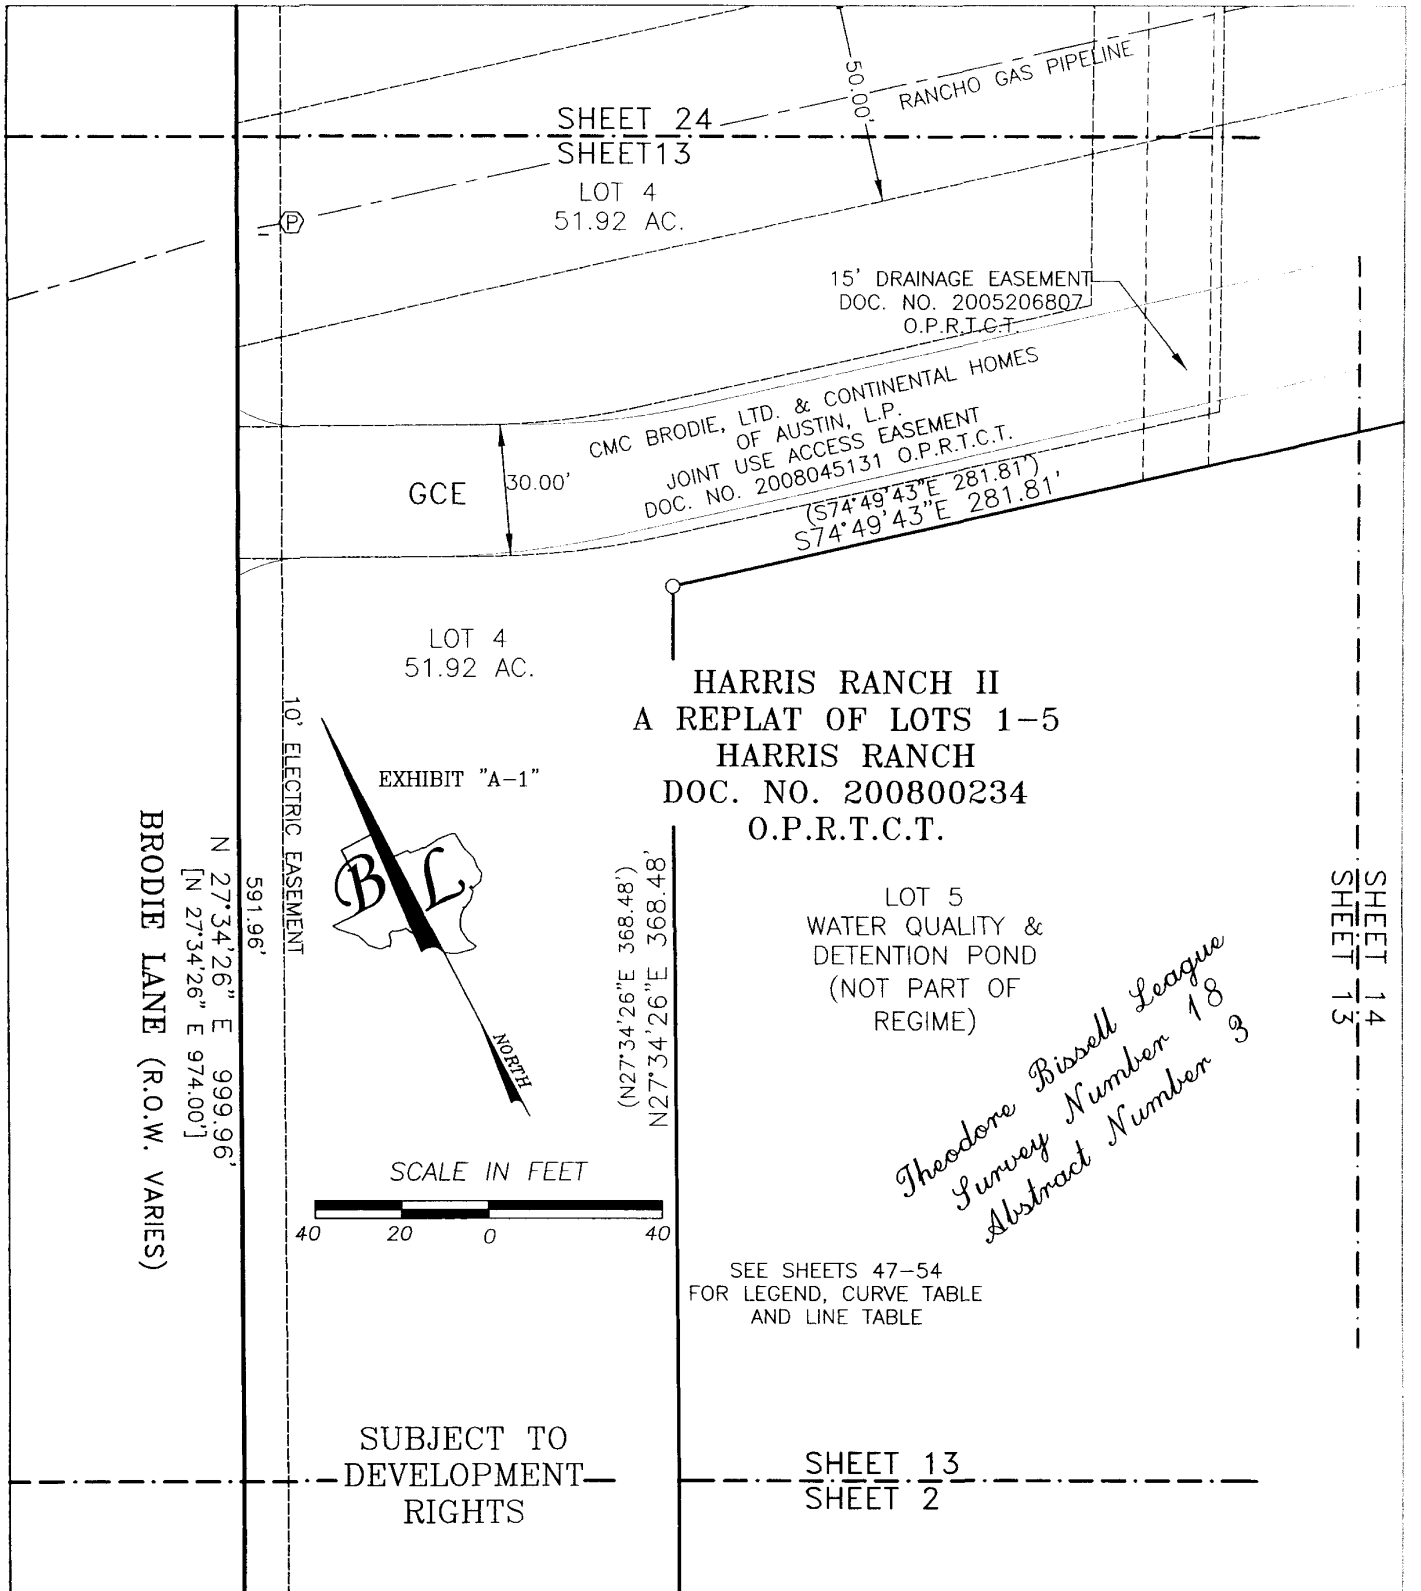 50.00'
RANCHO GAS PIPELINE
SHEET 24
SHEET13
LOT 4
51.92 AC.
P
15' DRAINAGE EASEMENT
DOC. NO. 2005206807
O.P.R.T.C.T.
CMC BRODIE, LTD. & CONTINENTAL HOMES
OF AUSTIN, L.P.
JOINT USE ACCESS EASEMENT
DOC. NO. 2008045131 O.P.R.T.C.T.
GCE
30.00'
(S74°49'43"E 281.81')
S74°49'43"E 281.81'
LOT 4
51.92 AC.
HARRIS RANCH II
A REPLAT OF LOTS 1-5
HARRIS RANCH
DOC. NO. 200800234
O.P.R.T.C.T.
10' ELECTRIC EASEMENT
EXHIBIT "A-1"
B L
NORTH
BRODIE LANE (R.O.W. VARIES)
591.96'
N 27°34'26" E 999.96'
[N 27°34'26" E 974.00']
(N27°34'26"E 368.48')
N27°34'26"E 368.48'
LOT 5
WATER QUALITY &
DETENTION POND
(NOT PART OF
REGIME)
SHEET 14
SHEET 13
Theodore Bissell League
Survey Number 18
Abstract Number 3
SCALE IN FEET
40 20 0 40
SEE SHEETS 47-54
FOR LEGEND, CURVE TABLE
AND LINE TABLE
SUBJECT TO
DEVELOPMENT
RIGHTS
SHEET 13
SHEET 2